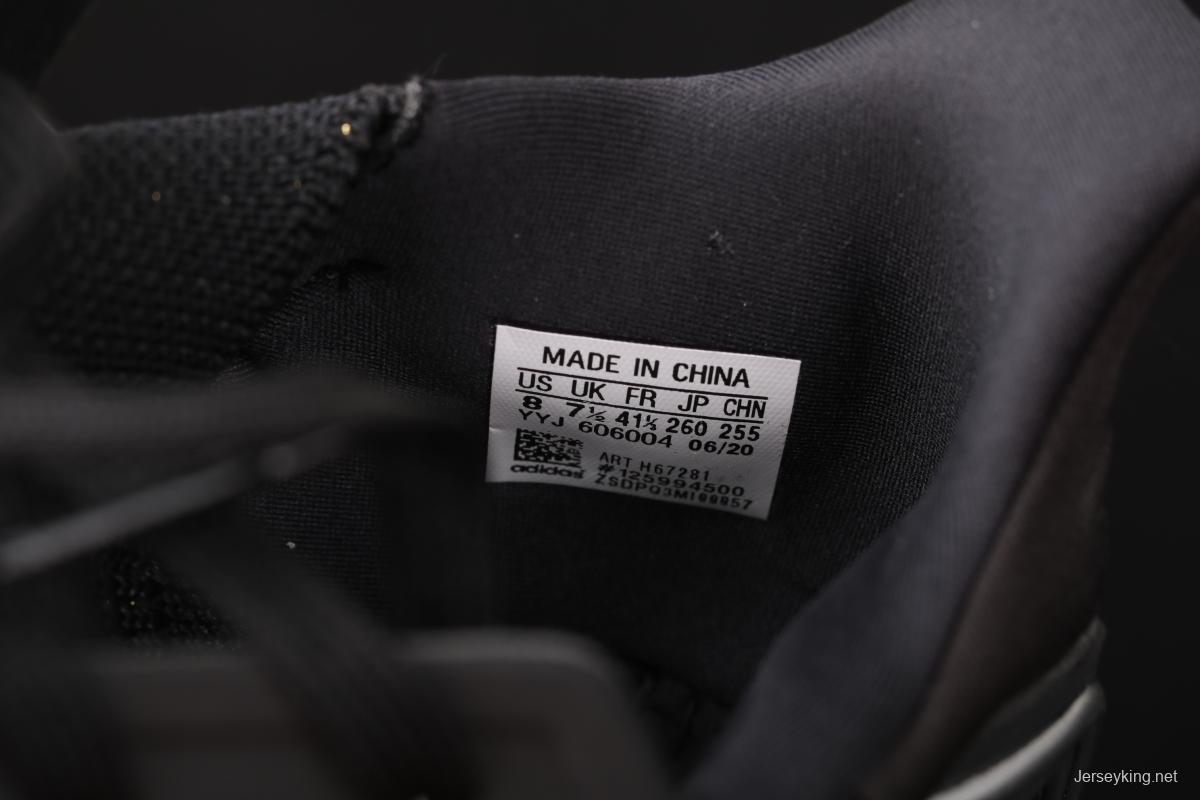 MADE IN CHINA
US UK FR JP CHN
8 7½ 41⅓ 260 255
YYJ 606004 06/20
ART H67281
adidas #125994500
Jerseyking.net